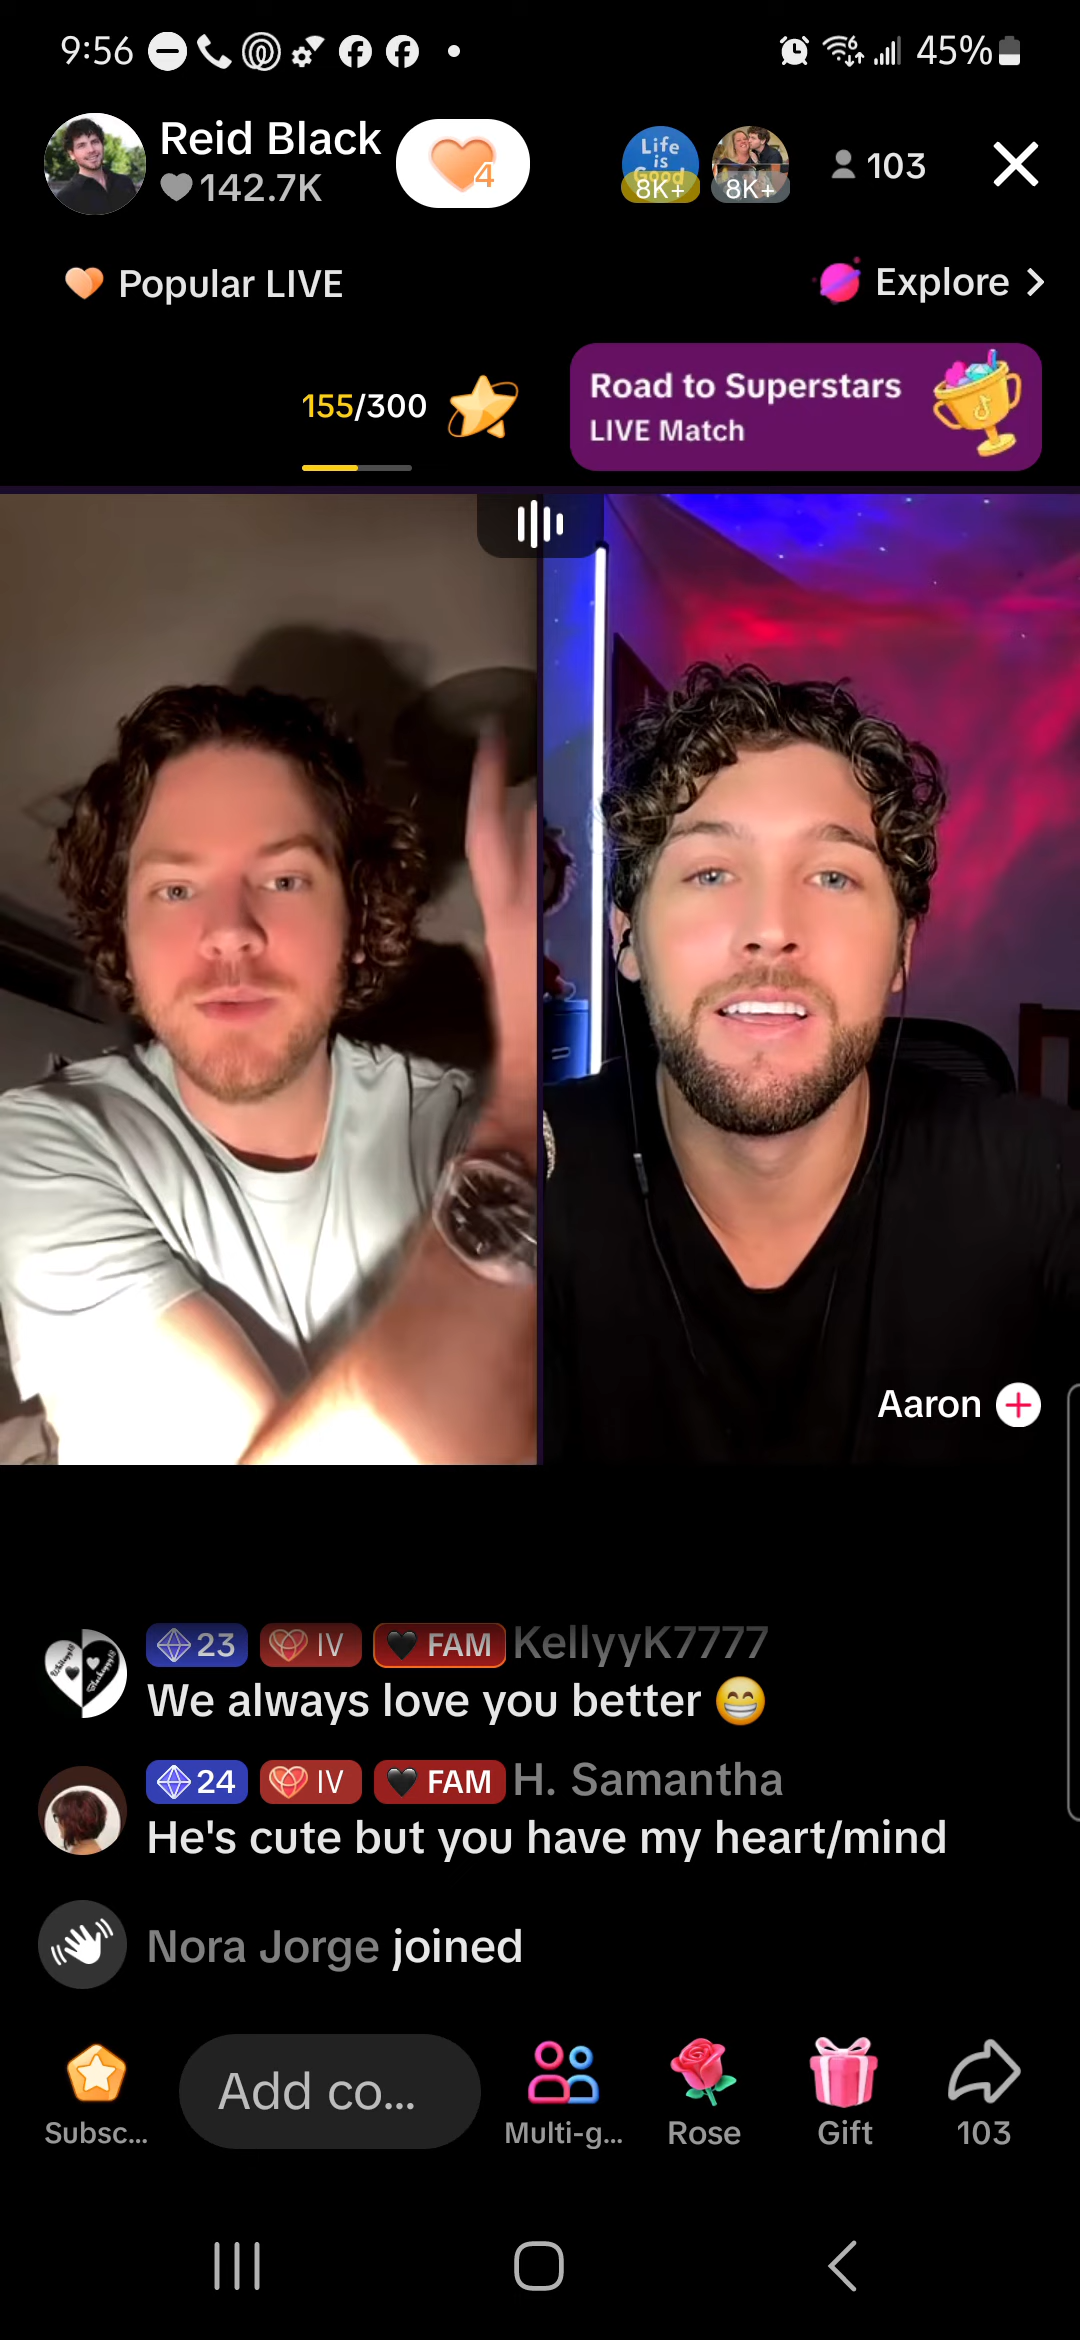 9:56
45%
Reid Black
142.7K
4
Life
is
Good
8K+
8K+
103
Popular LIVE
Explore
155/300
Road to Superstars
LIVE Match
Aaron
23 IV FAM KellyyK7777
We always love you better 😁
24 IV FAM H. Samantha
He's cute but you have my heart/mind
Nora Jorge joined
Subsc...
Add co...
Multi-g...
Rose
Gift
103